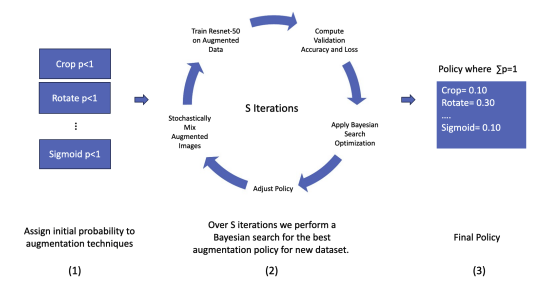 Crop p<1
Rotate p<1
⋮
Sigmoid p<1
Assign initial probability to
augmentation techniques
(1)
Train Resnet-50
on Augmented
Data
Compute
Validation
Accuracy and Loss
S Iterations
Stochastically
Mix
Augmented
Images
Apply Bayesian
Search
Optimization
Adjust Policy
Over S iterations we perform a
Bayesian search for the best
augmentation policy for new dataset.
(2)
Policy where ∑p=1
Crop= 0.10
Rotate= 0.30
....
Sigmoid= 0.10
Final Policy
(3)